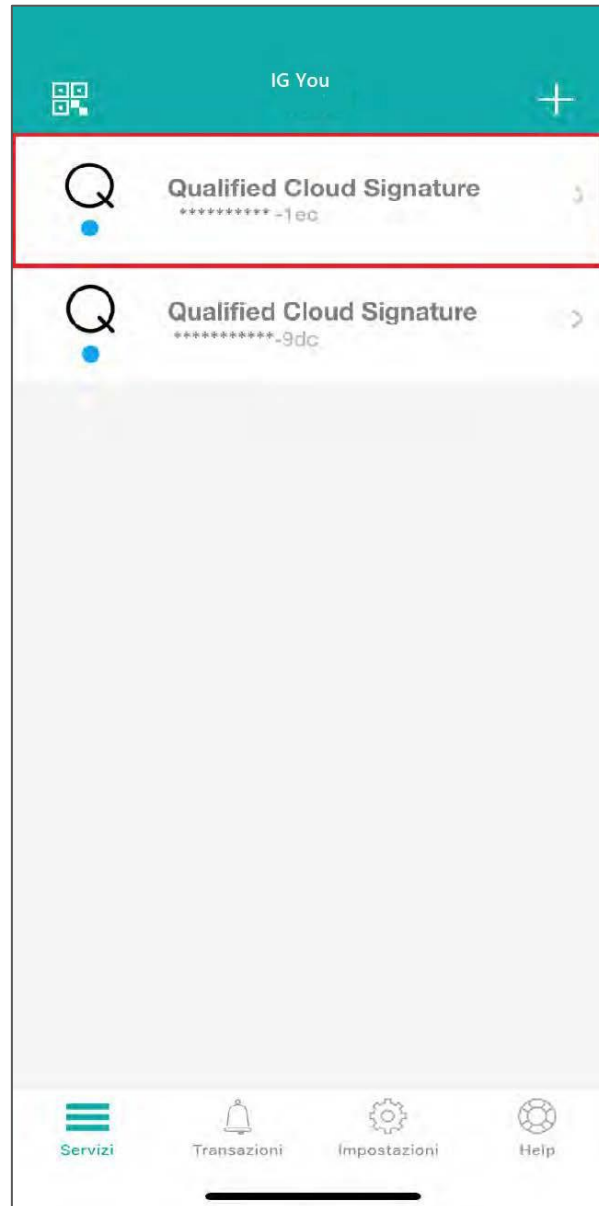 IG You
Qualified Cloud Signature
********** -1ec
Qualified Cloud Signature
***********-9dc
Servizi
Transazioni
Impostazioni
Help